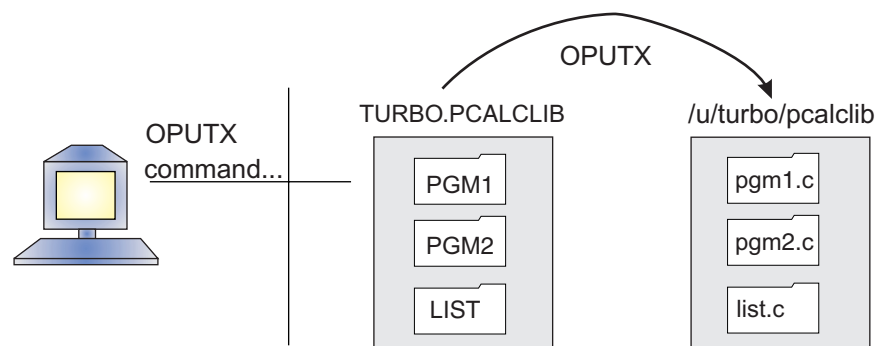 OPUTX
OPUTX
command...
TURBO.PCALCLIB
PGM1
PGM2
LIST
/u/turbo/pcalclib
pgm1.c
pgm2.c
list.c